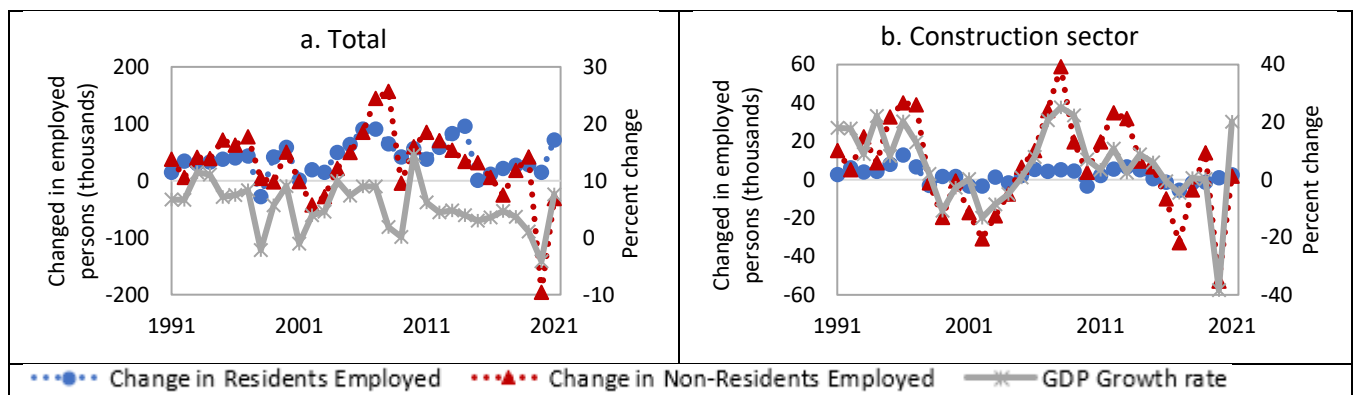 a. Total
Changed in employed
persons (thousands)
200
100
0
-100
-200
30
20
10
0
-10
Percent change
1991
2001
2011
2021
b. Construction sector
Changed in employed
persons (thousands)
60
40
20
0
-20
-40
-60
40
20
0
-20
-40
Percent change
1991
2001
2011
2021
Change in Residents Employed
Change in Non-Residents Employed
GDP Growth rate